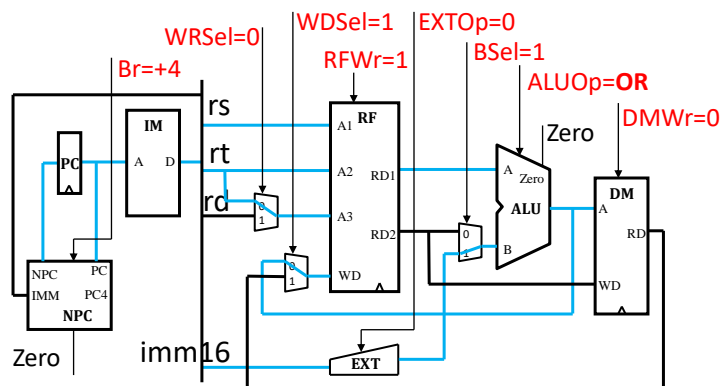 WDSel=1 EXTOp=0
WRSel=0 BSel=1
Br=+4 RFWr=1
ALUOp=OR
DMWr=0
rs IM RF Zero
A1
PC A D rt A2 RD1 A Zero
ALU DM
rd 0 1 A3 RD2 0 1 B A RD
NPC PC 0 1 WD WD
IMM PC4
NPC
Zero imm16 EXT